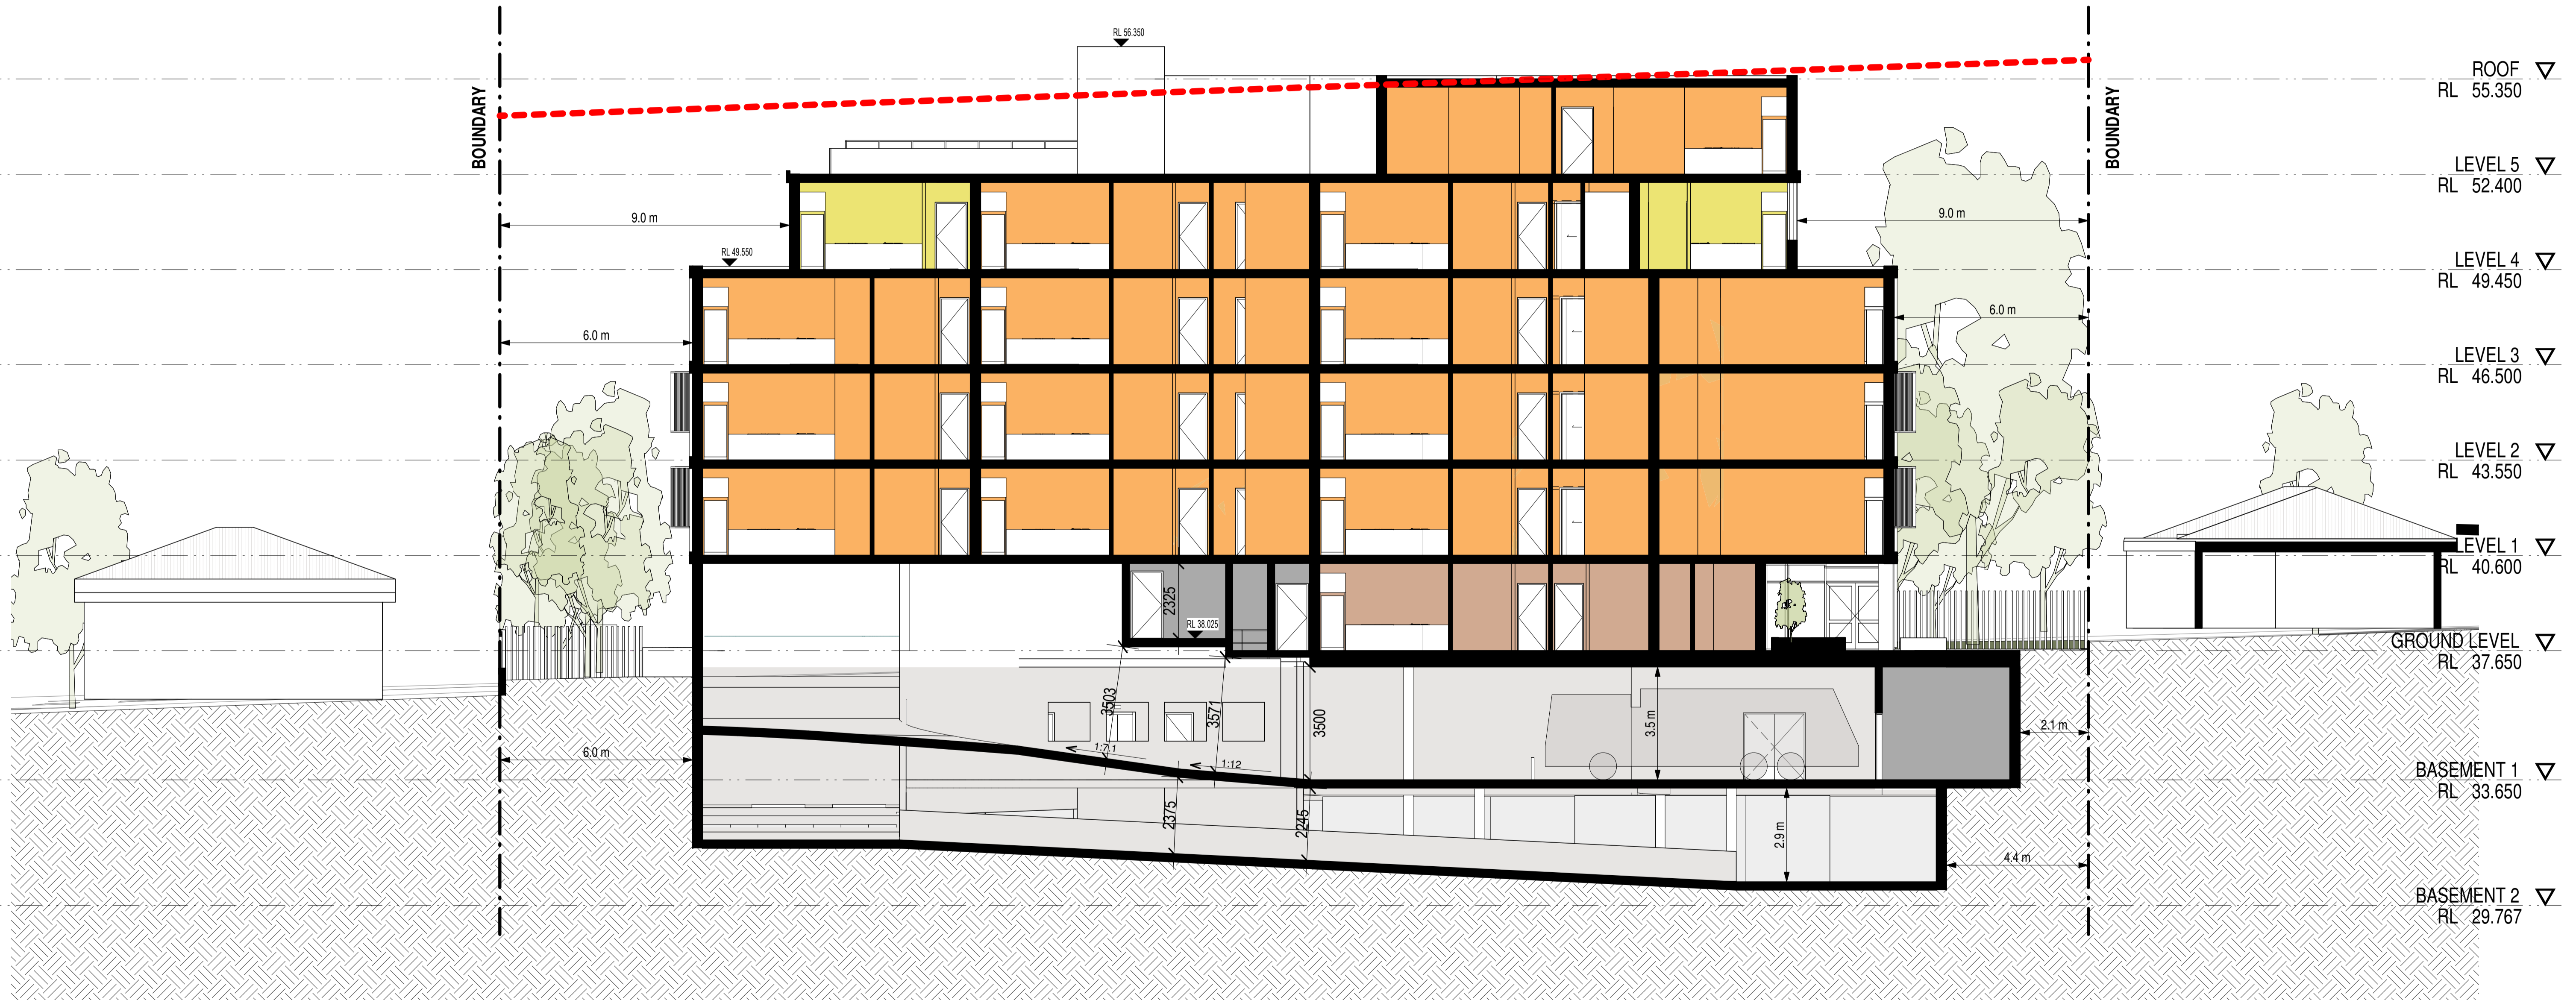 RL 56.350
ROOF
RL 55.350
BOUNDARY
BOUNDARY
LEVEL 5
RL 52.400
9.0 m
9.0 m
RL 49.550
LEVEL 4
RL 49.450
6.0 m
6.0 m
LEVEL 3
RL 46.500
LEVEL 2
RL 43.550
LEVEL 1
RL 40.600
2325
RL 38.025
GROUND LEVEL
RL 37.650
3503
3571
3500
3.5 m
2.1 m
6.0 m
1:7.1
1:12
BASEMENT 1
RL 33.650
2375
2245
2.9 m
4.4 m
BASEMENT 2
RL 29.767